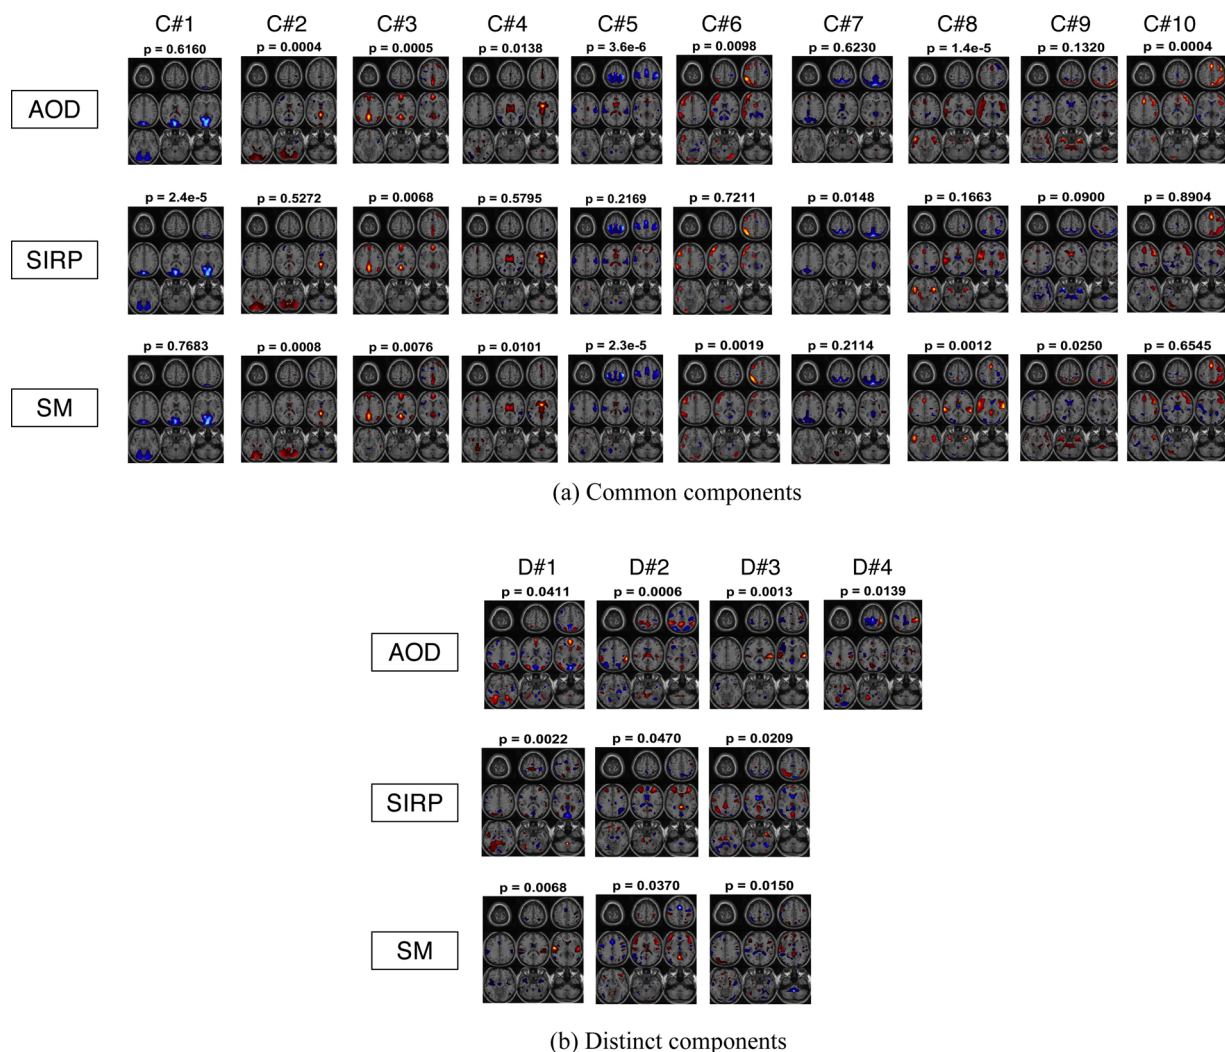 C#1 C#2 C#3 C#4 C#5 C#6 C#7 C#8 C#9 C#10
p = 0.6160 p = 0.0004 p = 0.0005 p = 0.0138 p = 3.6e-6 p = 0.0098 p = 0.6230 p = 1.4e-5 p = 0.1320 p = 0.0004
AOD
p = 2.4e-5 p = 0.5272 p = 0.0068 p = 0.5795 p = 0.2169 p = 0.7211 p = 0.0148 p = 0.1663 p = 0.0900 p = 0.8904
SIRP
p = 0.7683 p = 0.0008 p = 0.0076 p = 0.0101 p = 2.3e-5 p = 0.0019 p = 0.2114 p = 0.0012 p = 0.0250 p = 0.6545
SM
(a) Common components
D#1 D#2 D#3 D#4
p = 0.0411 p = 0.0006 p = 0.0013 p = 0.0139
AOD
p = 0.0022 p = 0.0470 p = 0.0209
SIRP
p = 0.0068 p = 0.0370 p = 0.0150
SM
(b) Distinct components